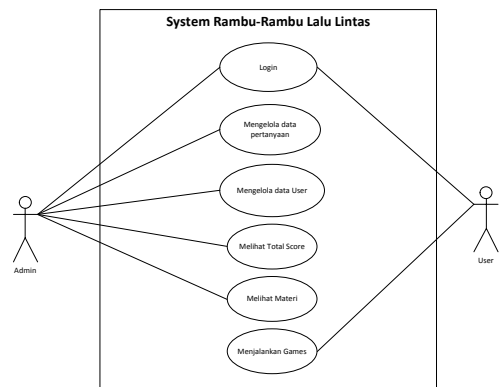 System Rambu-Rambu Lalu Lintas
Login
Mengelola data
pertanyaan
Mengelola data User
Melihat Total Score
Melihat Materi
Menjalankan Games
Admin
User